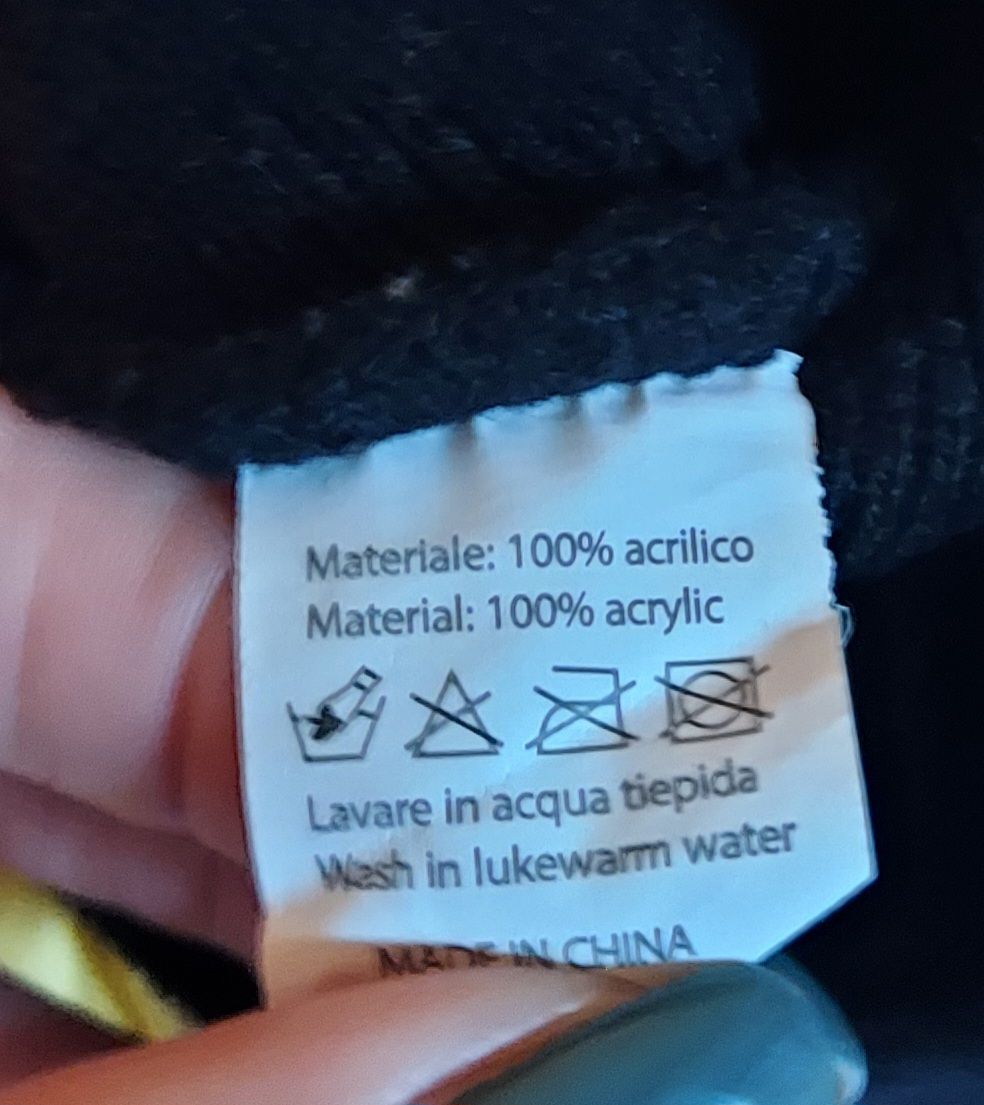 Materiale: 100% acrilico
Material: 100% acrylic
Lavare in acqua tiepida
Wash in lukewarm water
MADE IN CHINA